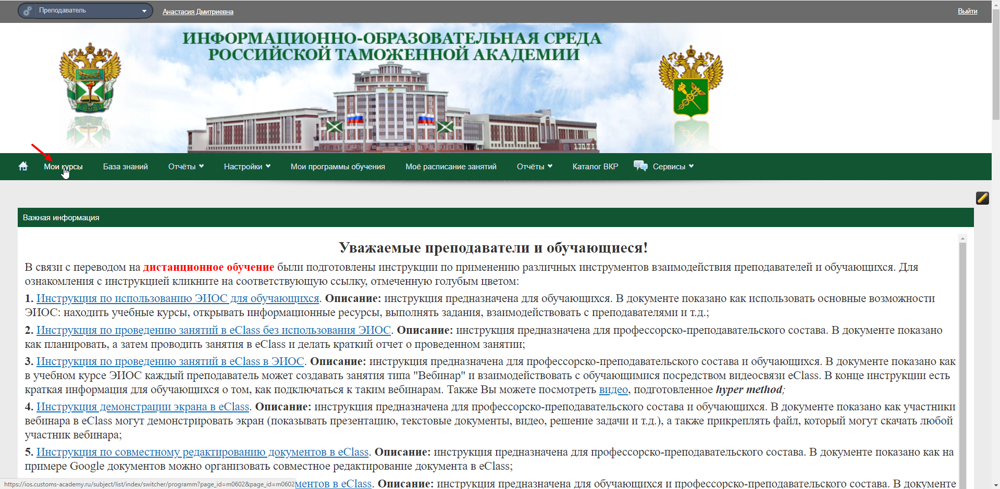 Преподаватель
Анастасия Дмитриевна
Выйти
ИНФОРМАЦИОННО-ОБРАЗОВАТЕЛЬНАЯ СРЕДА
РОССИЙСКОЙ ТАМОЖЕННОЙ АКАДЕМИИ
Мои курсы База знаний Отчёты Настройки Мои программы обучения Моё расписание занятий Отчёты Каталог ВКР Сервисы
Важная информация
Уважаемые преподаватели и обучающиеся!
В связи с переводом на дистанционное обучение были подготовлены инструкции по применению различных инструментов взаимодействия преподавателей и обучающихся. Для
ознакомления с инструкцией кликните на соответствующую ссылку, отмеченную голубым цветом:
1. Инструкция по использованию ЭИОС для обучающихся. Описание: инструкция предназначена для обучающихся. В документе показано как использовать основные возможности
ЭИОС: находить учебные курсы, открывать информационные ресурсы, выполнять задания, взаимодействовать с преподавателями и т.д.;
2. Инструкция по проведению занятий в eClass без использования ЭИОС. Описание: инструкция предназначена для профессорско-преподавательского состава. В документе показано
как планировать, а затем проводить занятия в eClass и делать краткий отчет о проведенном занятии;
3. Инструкция по проведению занятий в eClass в ЭИОС. Описание: инструкция предназначена для профессорско-преподавательского состава и обучающихся. В документе показано как
в учебном курсе ЭИОС каждый преподаватель может создавать занятия типа "Вебинар" и взаимодействовать с обучающимися посредством видеосвязи eClass. В конце инструкции есть
краткая информация для обучающихся о том, как подключаться к таким вебинарам. Также Вы можете посмотреть видео, подготовленное hyper method;
4. Инструкция демонстрации экрана в eClass. Описание: инструкция предназначена для профессорско-преподавательского состава и обучающихся. В документе показано как участники
вебинара в eClass могут демонстрировать экран (показывать презентацию, текстовые документы, видео, решение задачи и т.д.), а также прикреплять файл, который могут скачать любой
участник вебинара;
5. Инструкция по совместному редактированию документов в eClass. Описание: инструкция предназначена для профессорско-преподавательского состава. В документе показано как на
примере Google документов можно организовать совместное редактирование документа в eClass;
ментов в eClass. Описание: инструкция предназначена для обучающихся и профессорско-преподавательского состава. В документе
https://ios.customs-academy.ru/subject/list/index/switcher/programm?page_id=m0602&page_id=m0602